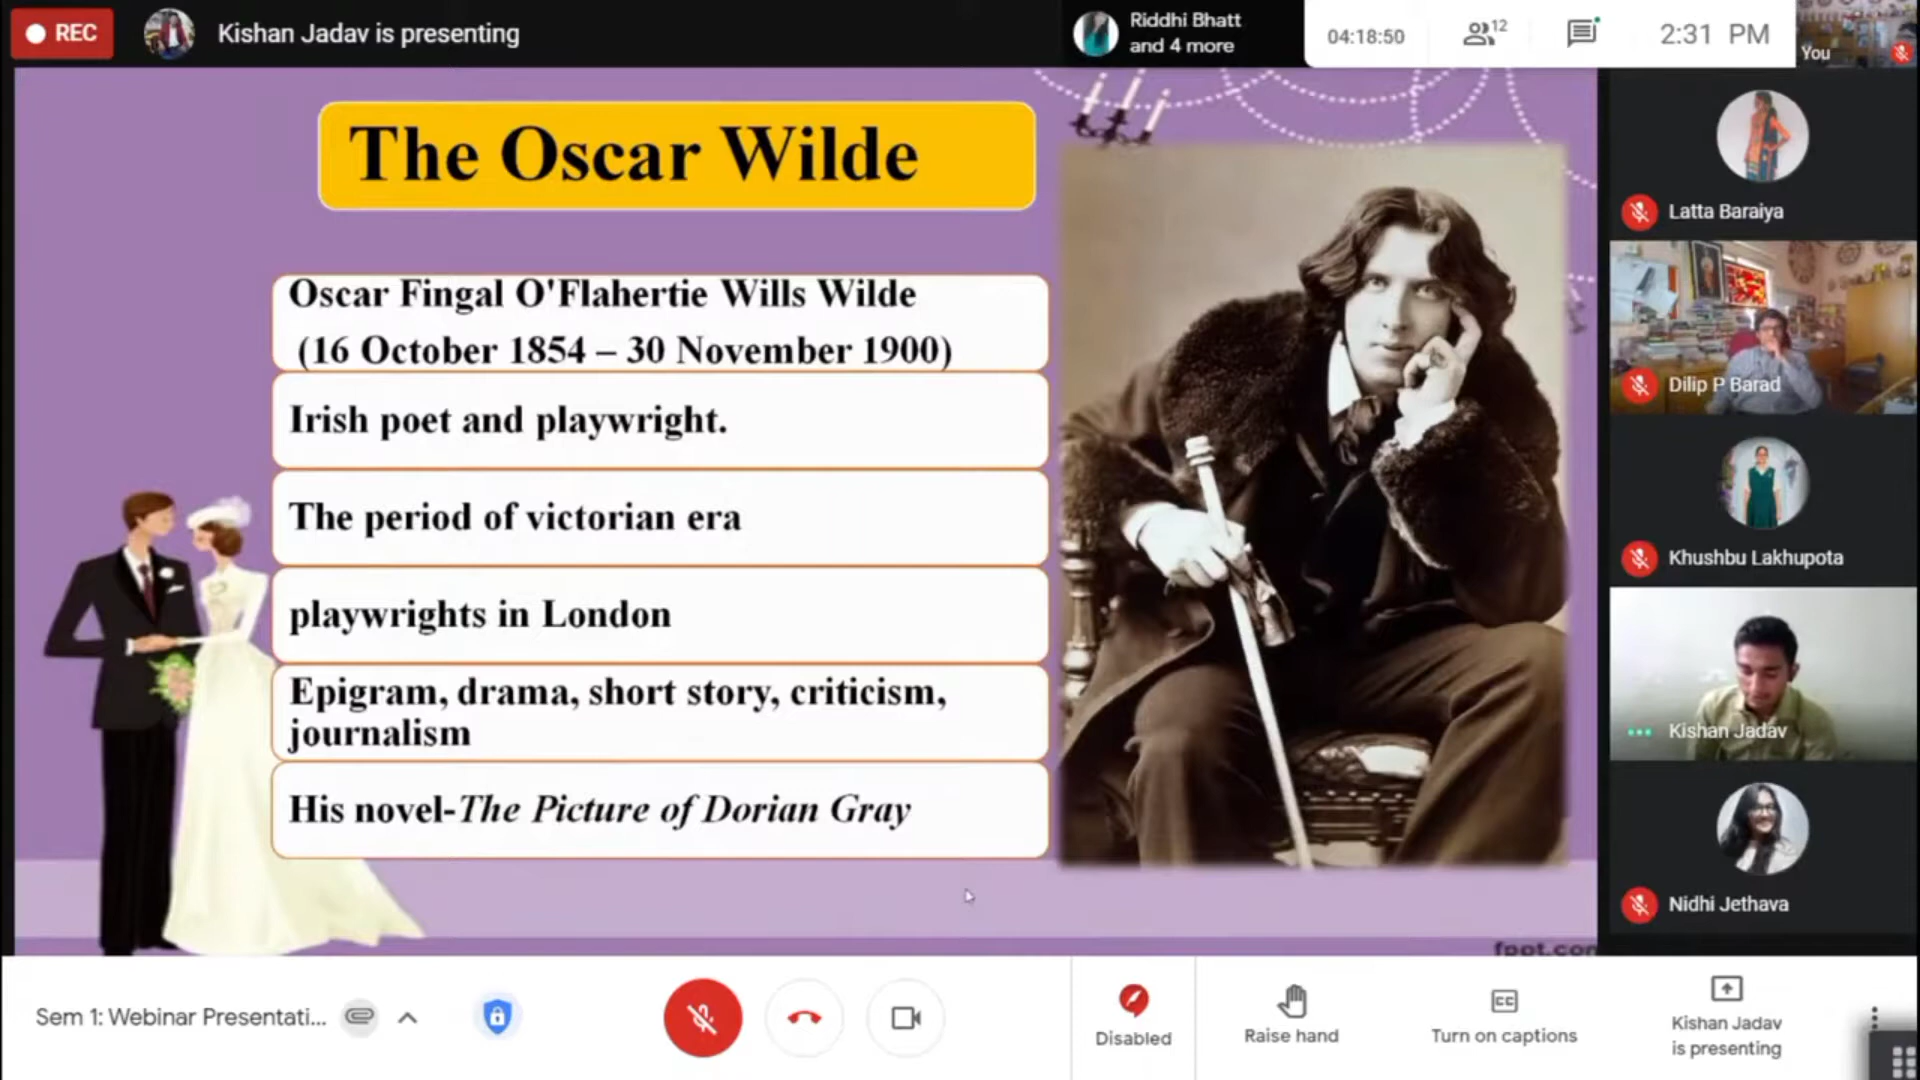 REC
Kishan Jadav is presenting
Riddhi Bhatt
and 4 more
04:18:50
12
2:31 PM
You
The Oscar Wilde
Oscar Fingal O'Flahertie Wills Wilde
(16 October 1854 – 30 November 1900)
Irish poet and playwright.
The period of victorian era
playwrights in London
Epigram, drama, short story, criticism,
journalism
His novel-The Picture of Dorian Gray
fppt.com
Latta Baraiya
Dilip P Barad
Khushbu Lakhupota
Kishan Jadav
Nidhi Jethava
Sem 1: Webinar Presentati...
Disabled
Raise hand
CC
Turn on captions
Kishan Jadav
is presenting